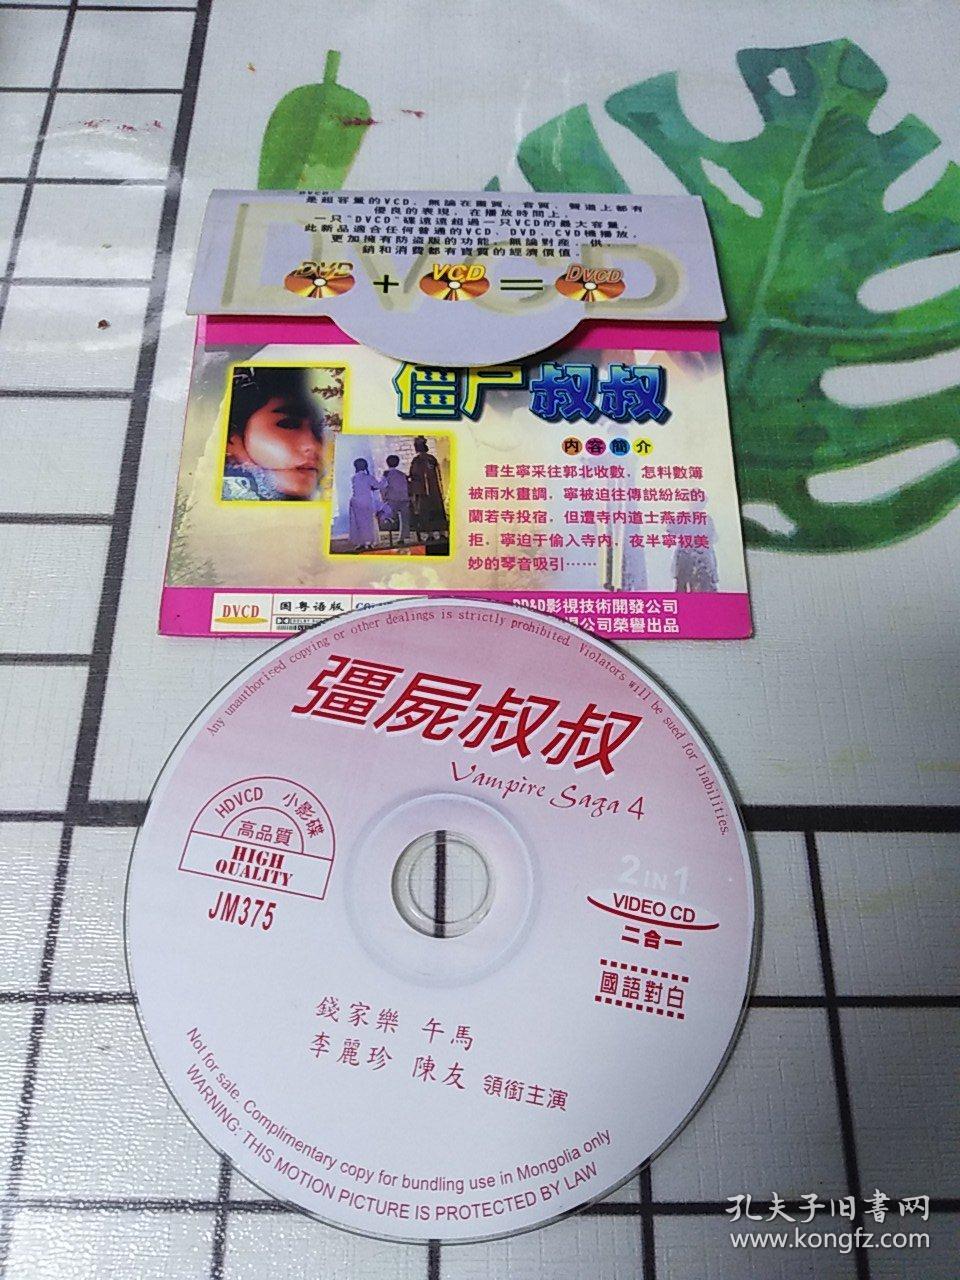 DVCD
是超容量的VCD，無論在畫質，音質，聲道上都有
優良的表現，在播放時間上，
一只"DVCD"碟遠遠超過一只VCD的最大容量，
此新品適合任何普通的VCD、DVD、CVD機播放，
更加擁有防盜版的功能，無論對産、供、
銷和消費都有寳質的經濟價值。
DVD + VCD = DVCD
僵尸叔叔
内容簡介
書生寧采往郭北收數，怎料數簿
被雨水畫調，寧被迫往傳説紛紜的
蘭若寺投宿，但遭寺内道士燕赤所
拒，寧迫于偷入寺内，夜半寧衩美
妙的琴音吸引……
DVCD
国粤语版
DD&D影視技術開發公司
公司榮譽出品
Any unauthorised copying or other dealings is strictly prohibited. Violators will be sued for liabilities.
殭屍叔叔
Vampire Saga 4
HDVCD 小影碟
高品質
HIGH
QUALITY
JM375
2 IN 1
VIDEO CD
二合一
國語對白
錢家樂 午馬
李麗珍 陳友 領銜主演
Not for sale. Complimentary copy for bundling use in Mongolia only
WARNING: THIS MOTION PICTURE IS PROTECTED BY LAW
孔夫子旧書网
www.kongfz.com